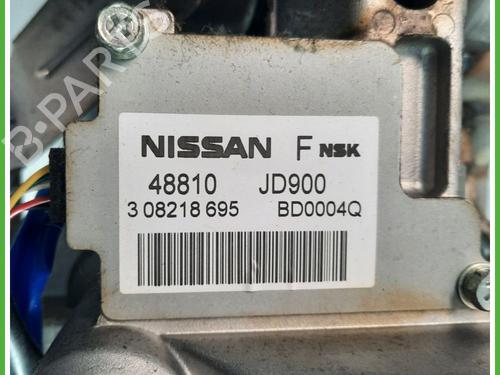 B-PARTS
NISSAN F NSK
48810 JD900
3 08218 695 BD0004Q